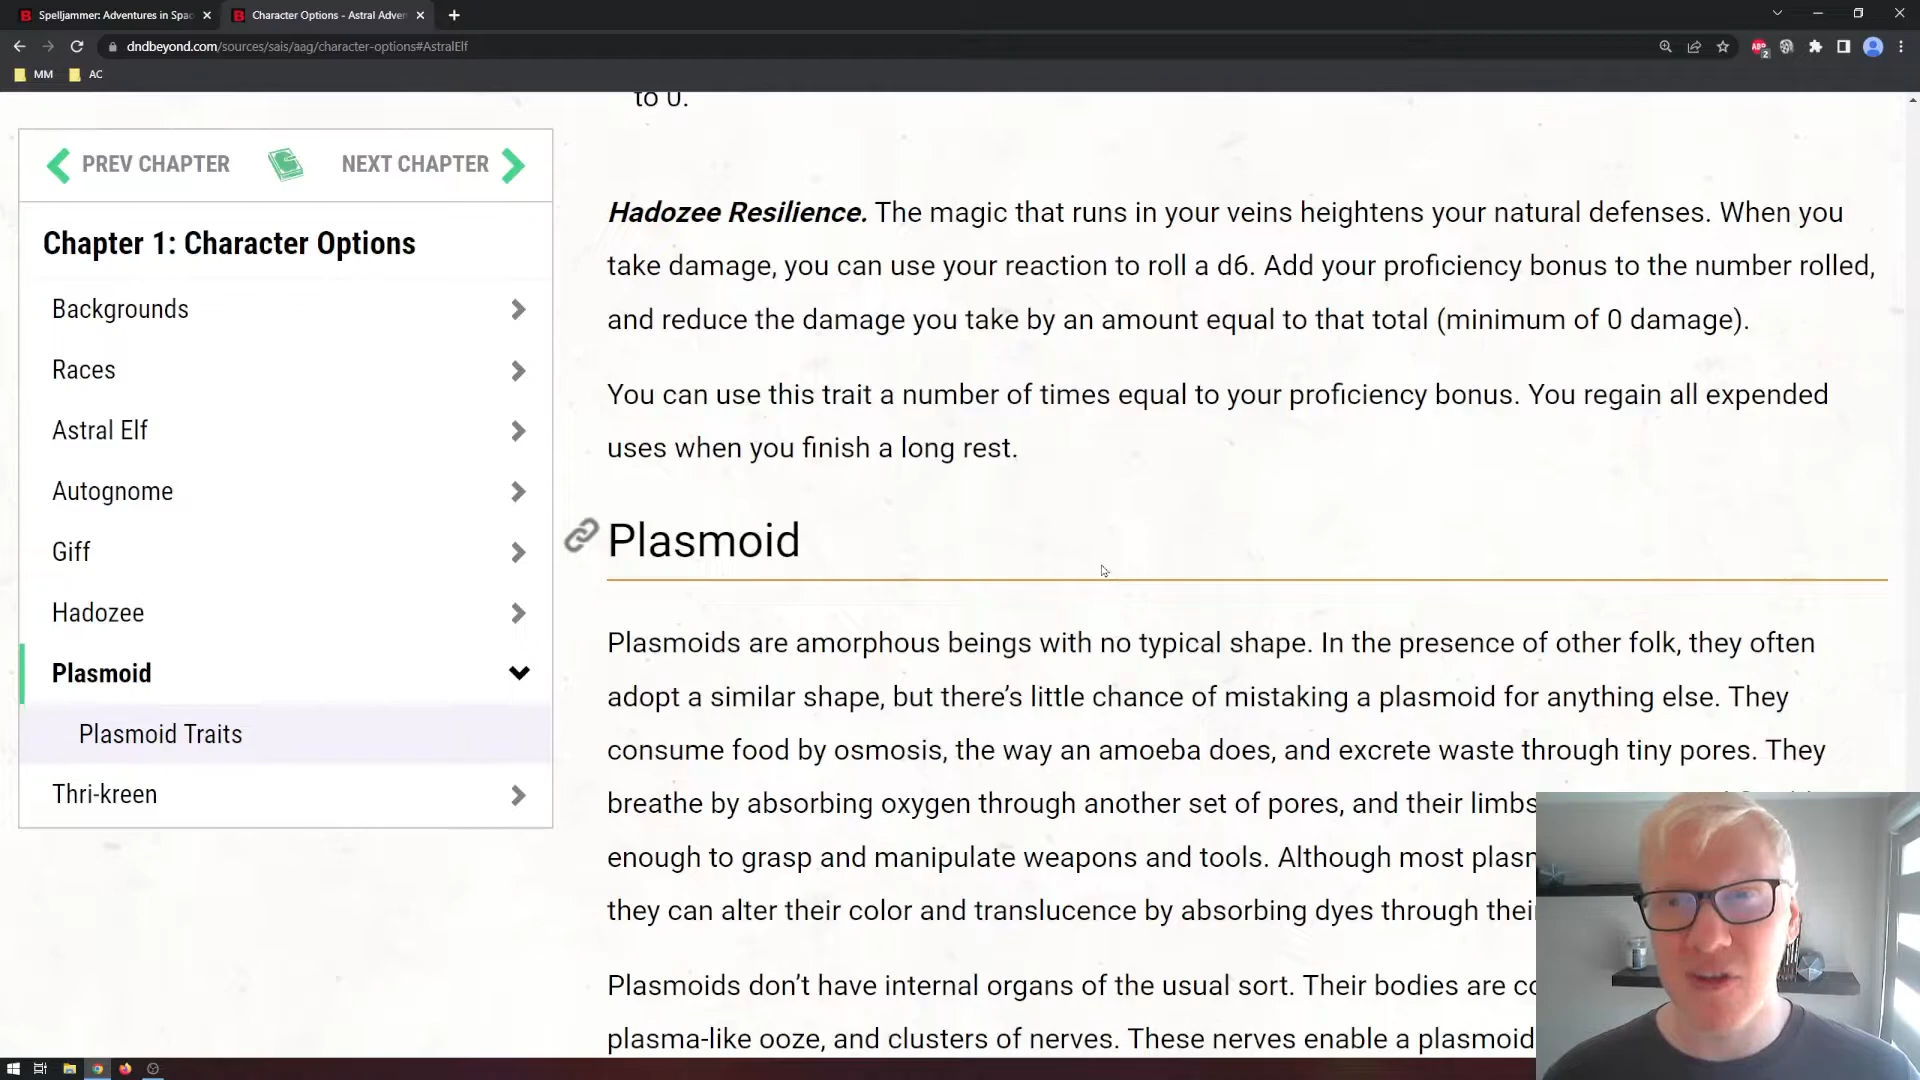 Spelljammer: Adventures in Spac
Character Options - Astral Adven
dndbeyond.com/sources/sais/aag/character-options#AstralElf
MM
AC
to 0.
PREV CHAPTER
NEXT CHAPTER
Chapter 1: Character Options
Backgrounds
Races
Astral Elf
Autognome
Giff
Hadozee
Plasmoid
Plasmoid Traits
Thri-kreen
Hadozee Resilience. The magic that runs in your veins heightens your natural defenses. When you
take damage, you can use your reaction to roll a d6. Add your proficiency bonus to the number rolled,
and reduce the damage you take by an amount equal to that total (minimum of 0 damage).
You can use this trait a number of times equal to your proficiency bonus. You regain all expended
uses when you finish a long rest.
Plasmoid
Plasmoids are amorphous beings with no typical shape. In the presence of other folk, they often
adopt a similar shape, but there’s little chance of mistaking a plasmoid for anything else. They
consume food by osmosis, the way an amoeba does, and excrete waste through tiny pores. They
breathe by absorbing oxygen through another set of pores, and their limbs
enough to grasp and manipulate weapons and tools. Although most plasm
they can alter their color and translucence by absorbing dyes through their
Plasmoids don’t have internal organs of the usual sort. Their bodies are co
plasma-like ooze, and clusters of nerves. These nerves enable a plasmoid